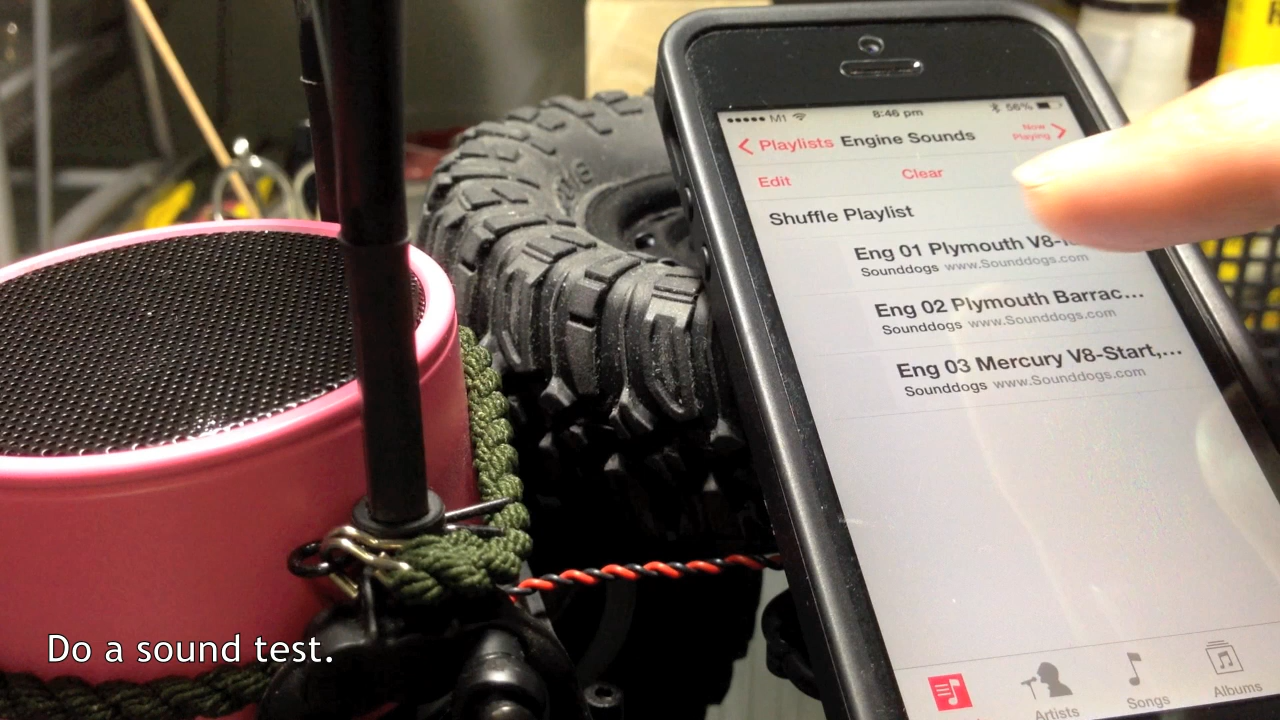 M1 8:46 pm 56%
Playlists Engine Sounds Now Playing
Edit Clear
Shuffle Playlist
Eng 01 Plymouth V8-
Sounddogs www.Sounddogs.com
Eng 02 Plymouth Barrac...
Sounddogs www.Sounddogs.com
Eng 03 Mercury V8-Start,...
Sounddogs www.Sounddogs.com
Artists Songs Albums
Do a sound test.